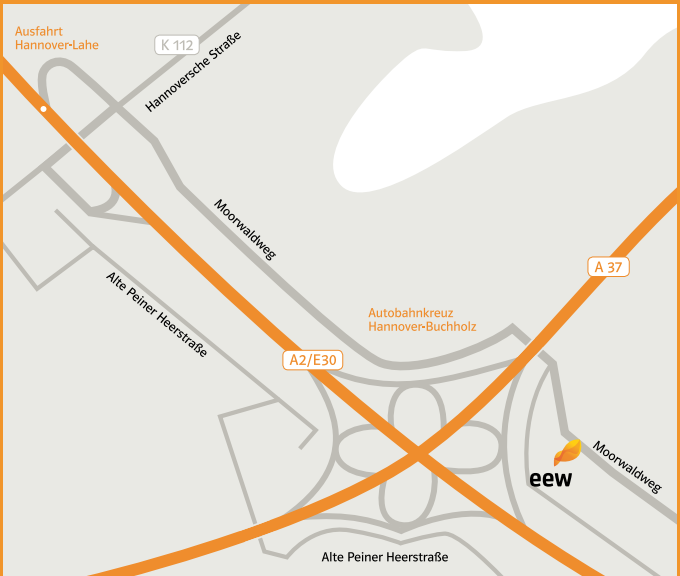 Ausfahrt
Hannover-Lahe
K 112
Hannoversche Straße
Moorwaldweg
A 37
Alte Peiner Heerstraße
Autobahnkreuz
Hannover-Buchholz
A2/E30
Moorwaldweg
eew
Alte Peiner Heerstraße